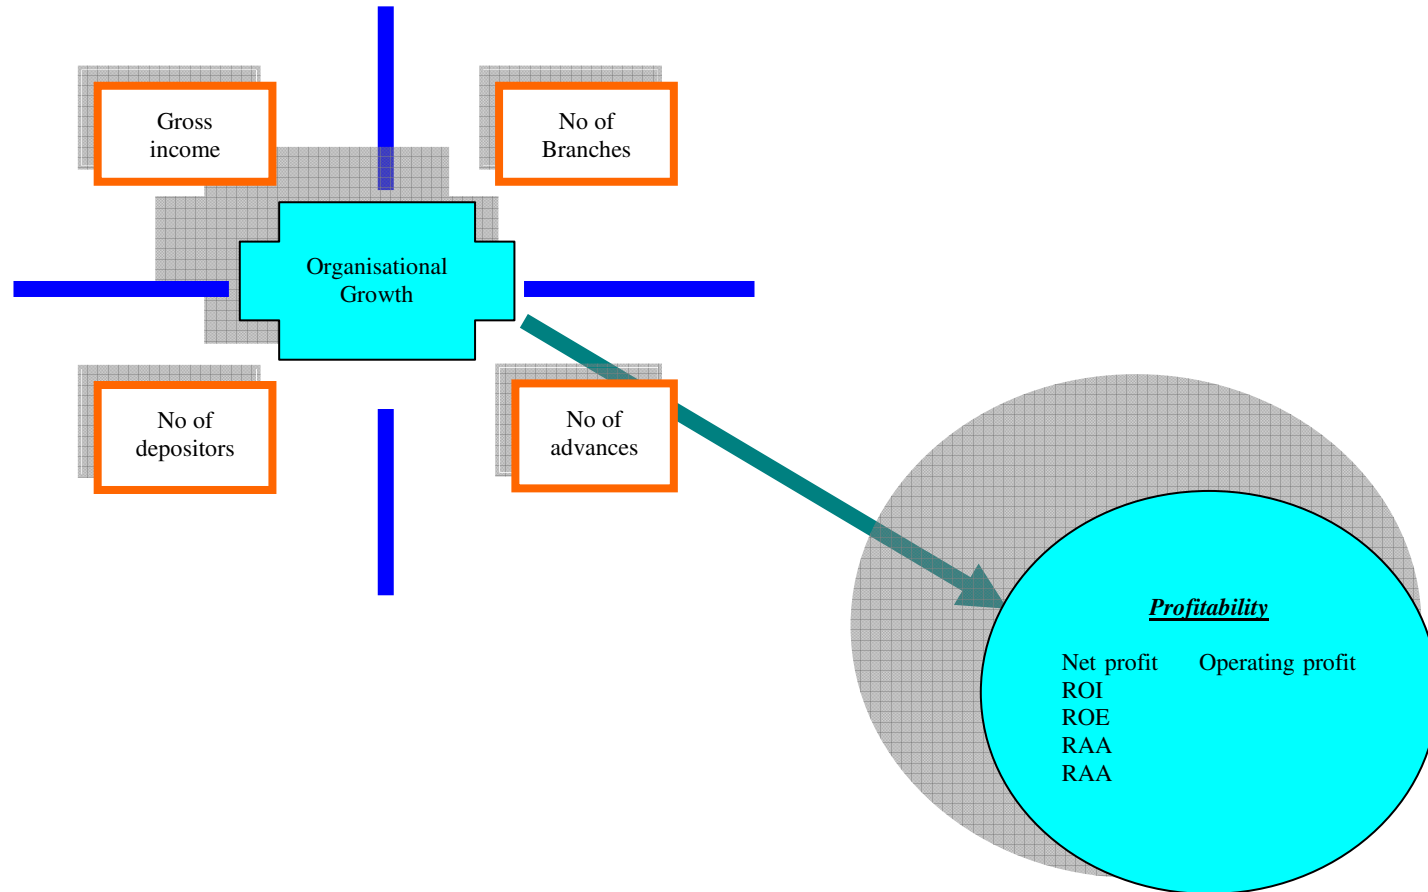 Gross
income
No of
Branches
Organisational
Growth
No of
depositors
No of
advances
Profitability
Net profit Operating profit
ROI
ROE
RAA
RAA